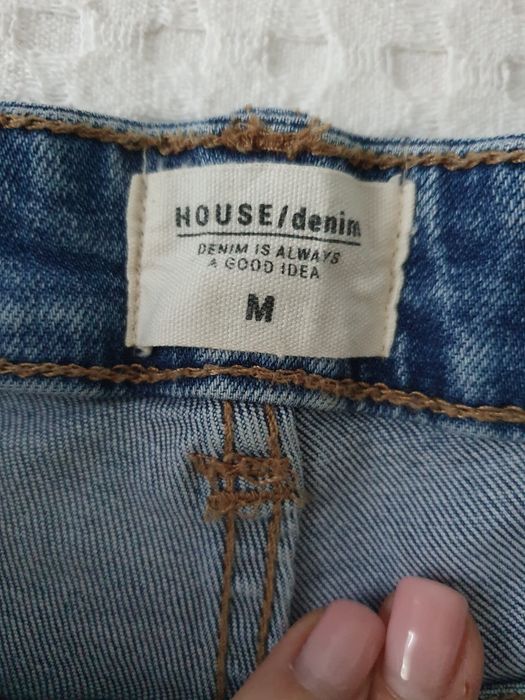 HOUSE/denim
DENIM IS ALWAYS
A GOOD IDEA
M